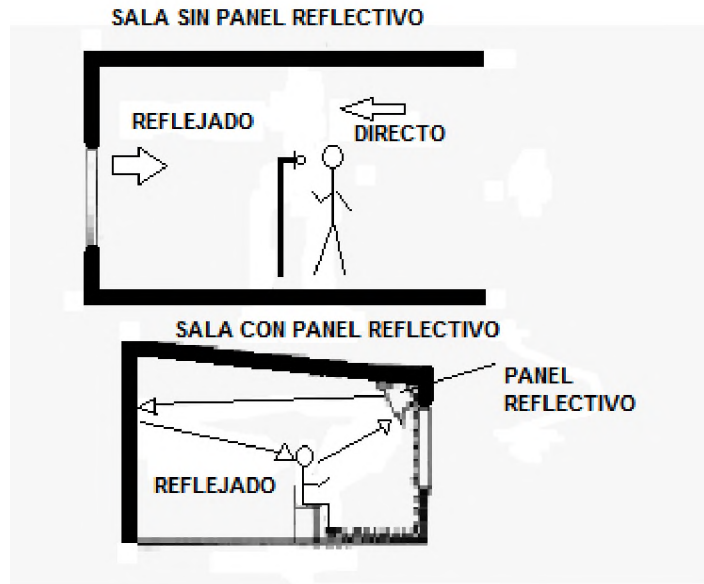 SALA SIN PANEL REFLECTIVO
REFLEJADO
DIRECTO
SALA CON PANEL REFLECTIVO
PANEL
REFLECTIVO
REFLEJADO